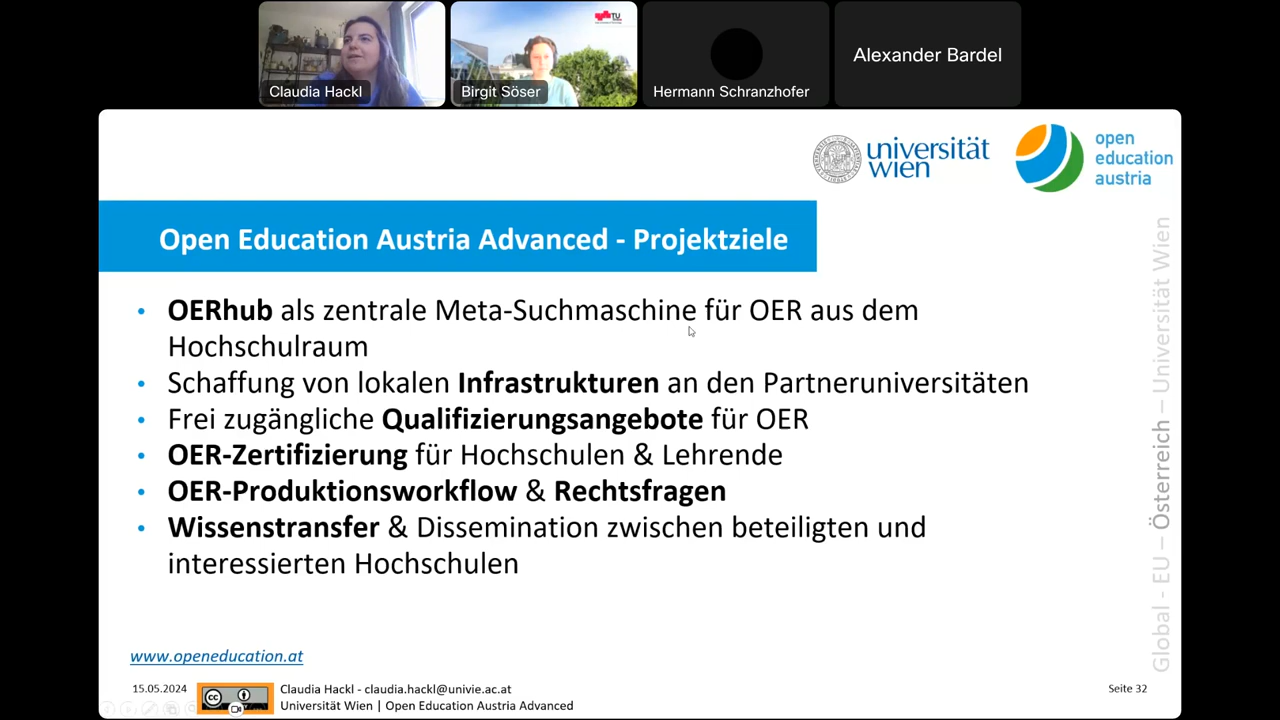 TU
Claudia Hackl
Birgit Söser
Hermann Schranzhofer
Alexander Bardel
universität
wien
open
education
austria
Open Education Austria Advanced - Projektziele
• OERhub als zentrale Meta-Suchmaschine für OER aus dem
Hochschulraum
• Schaffung von lokalen Infrastrukturen an den Partneruniversitäten
• Frei zugängliche Qualifizierungsangebote für OER
• OER-Zertifizierung für Hochschulen & Lehrende
• OER-Produktionsworkflow & Rechtsfragen
• Wissenstransfer & Dissemination zwischen beteiligten und
interessierten Hochschulen
Global - EU – Österreich – Universität Wien
www.openeducation.at
15.05.2024
cc
Claudia Hackl - claudia.hackl@univie.ac.at
Universität Wien | Open Education Austria Advanced
Seite 32